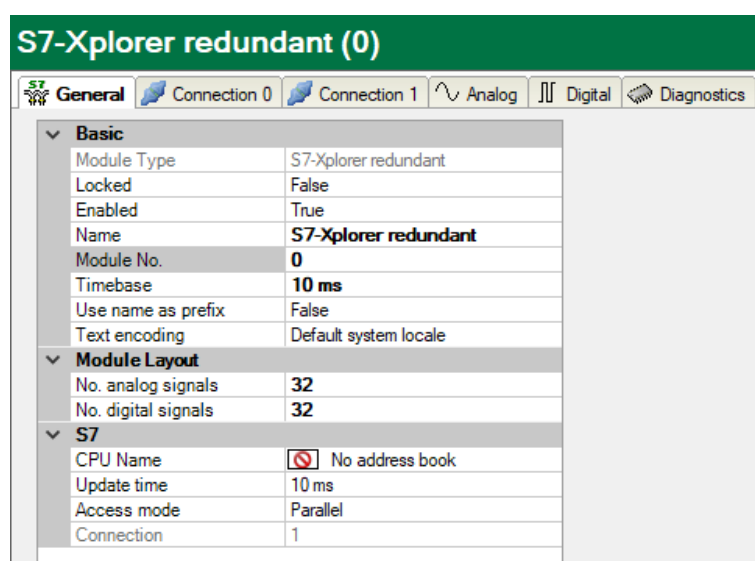 S7-Xplorer redundant (0)
S7 General Connection 0 Connection 1 Analog Digital Diagnostics
Basic
Module Type S7-Xplorer redundant
Locked False
Enabled True
Name S7-Xplorer redundant
Module No. 0
Timebase 10 ms
Use name as prefix False
Text encoding Default system locale
Module Layout
No. analog signals 32
No. digital signals 32
S7
CPU Name No address book
Update time 10 ms
Access mode Parallel
Connection 1